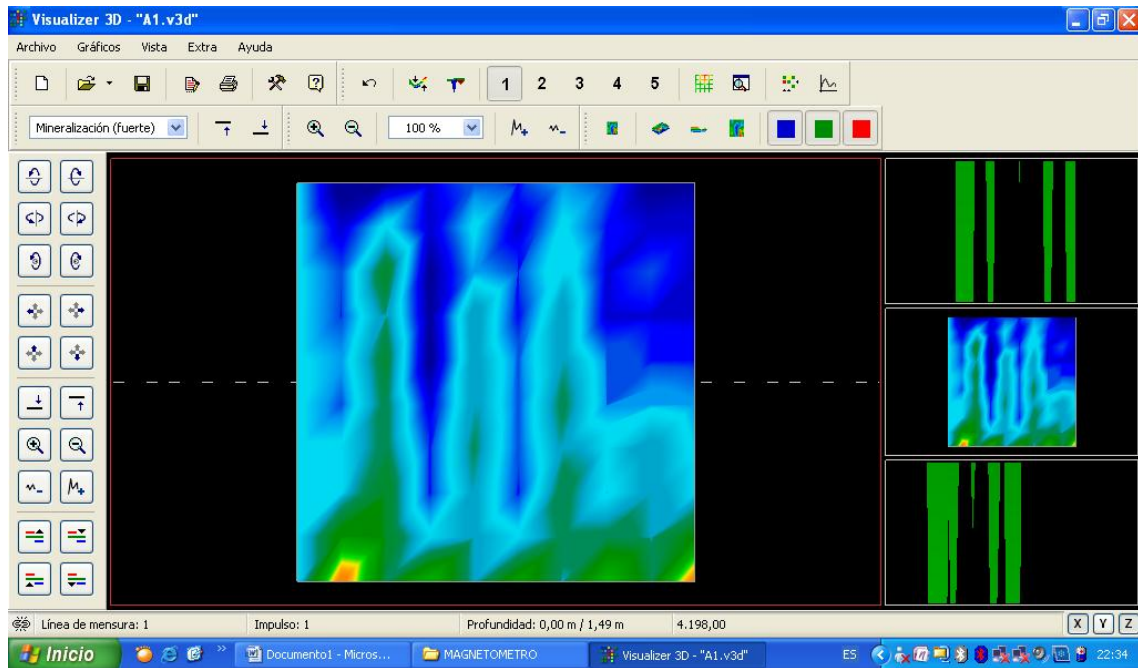 Visualizer 3D - "A1.v3d"
Archivo Gráficos Vista Extra Ayuda
1 2 3 4 5
Mineralización (fuerte) 100 %
Línea de mensura: 1 Impulso: 1 Profundidad: 0,00 m / 1,49 m 4.198,00 X Y Z
Inicio Documento1 - Micros... MAGNETOMETRO Visualizer 3D - "A1.v3d" ES 22:34